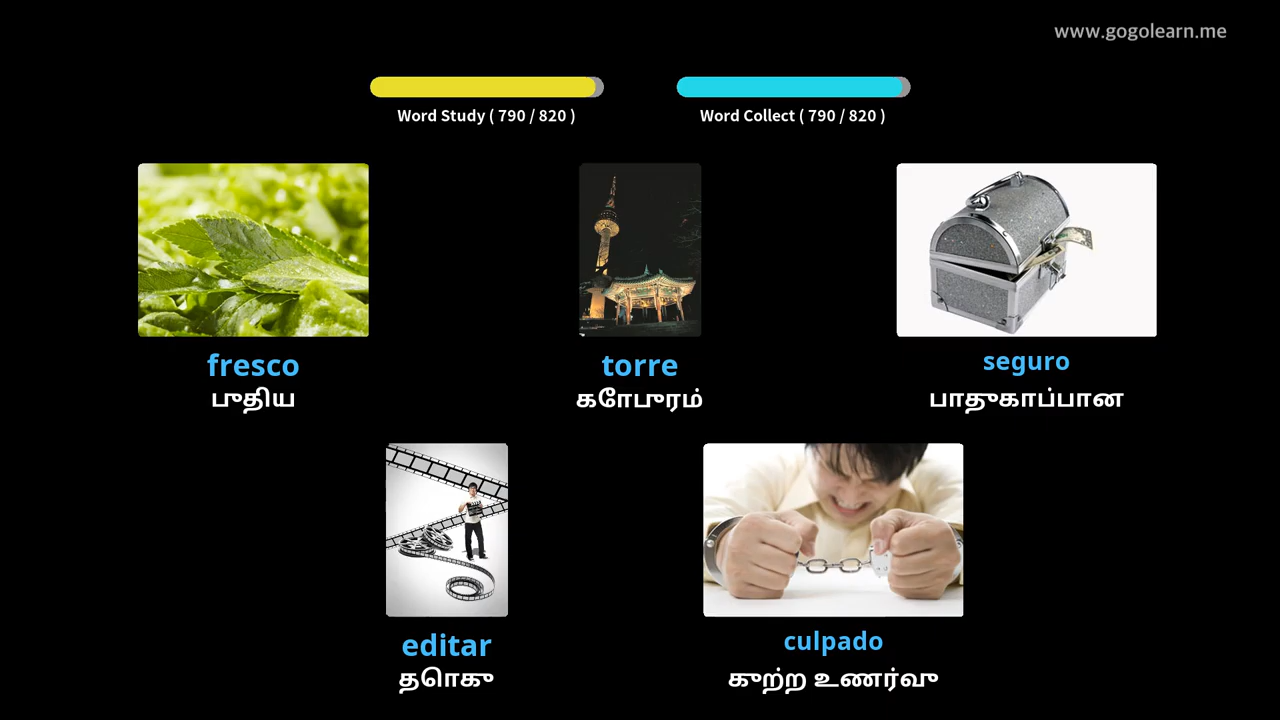 www.gogolearn.me
Word Study ( 790 / 820 )
Word Collect ( 790 / 820 )
fresco
புதிய
torre
கோபுரம்
seguro
பாதுகாப்பான
editar
தொகு
culpado
குற்ற உணர்வு